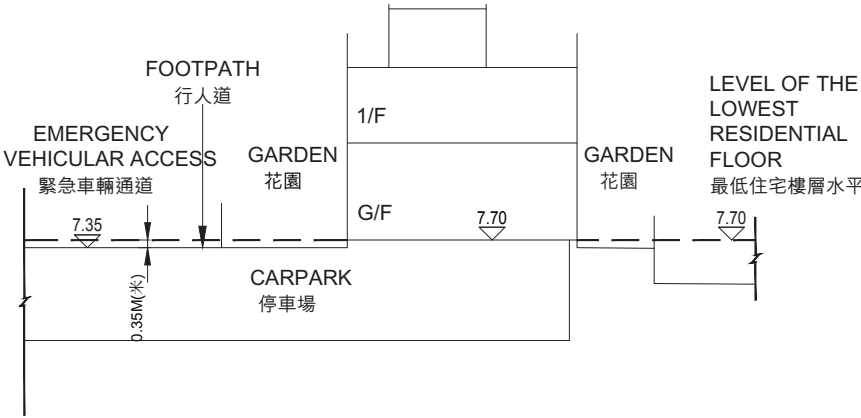 FOOTPATH
行人道
EMERGENCY
VEHICULAR ACCESS
緊急車輛通道
7.35
0.35M(米)
GARDEN
花園
1/F
G/F
7.70
CARPARK
停車場
GARDEN
花園
LEVEL OF THE
LOWEST
RESIDENTIAL
FLOOR
最低住宅樓層水平
7.70